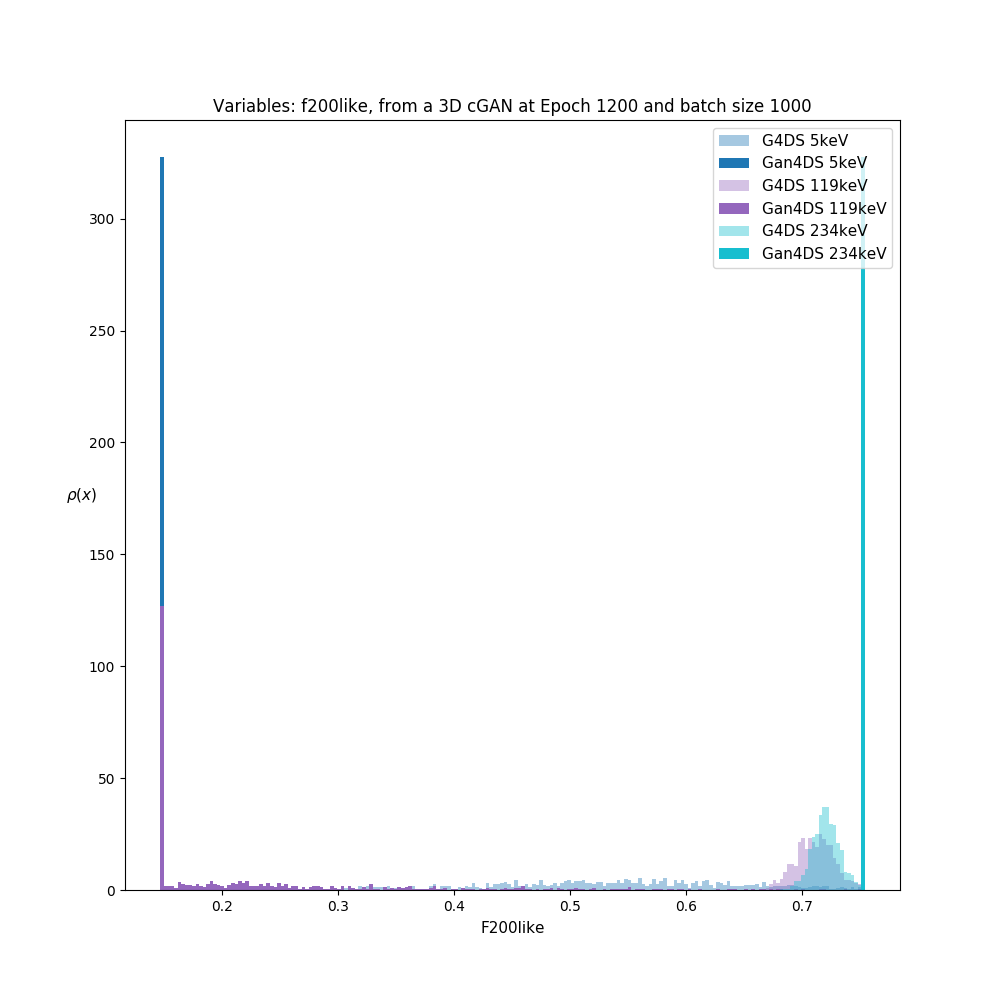 Variables: f200like, from a 3D cGAN at Epoch 1200 and batch size 1000
G4DS 5keV
Gan4DS 5keV
G4DS 119keV
Gan4DS 119keV
G4DS 234keV
Gan4DS 234keV
300
250
200
150
100
50
0
ρ(x)
0.2 0.3 0.4 0.5 0.6 0.7
F200like